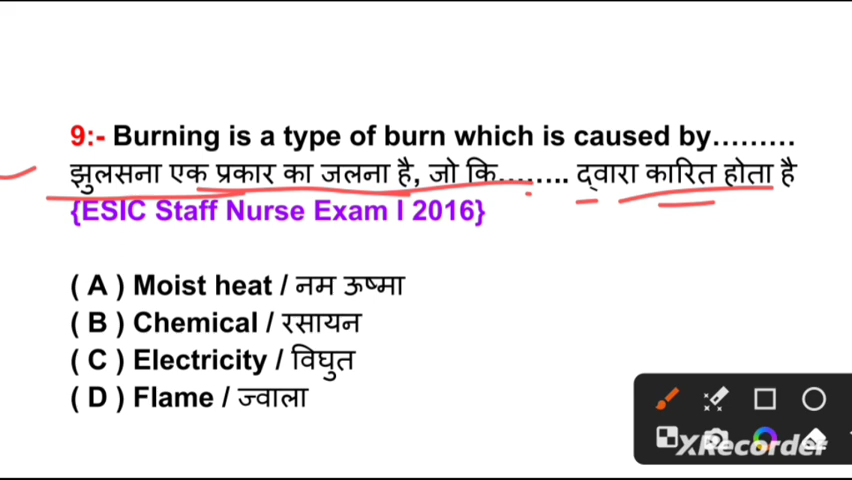 9:- Burning is a type of burn which is caused by.........
झुलसना एक प्रकार का जलना है, जो कि........ द्वारा कारित होता है
{ESIC Staff Nurse Exam I 2016}
( A ) Moist heat / नम ऊष्मा
( B ) Chemical / रसायन
( C ) Electricity / विघुत
( D ) Flame / ज्वाला
XRecorder